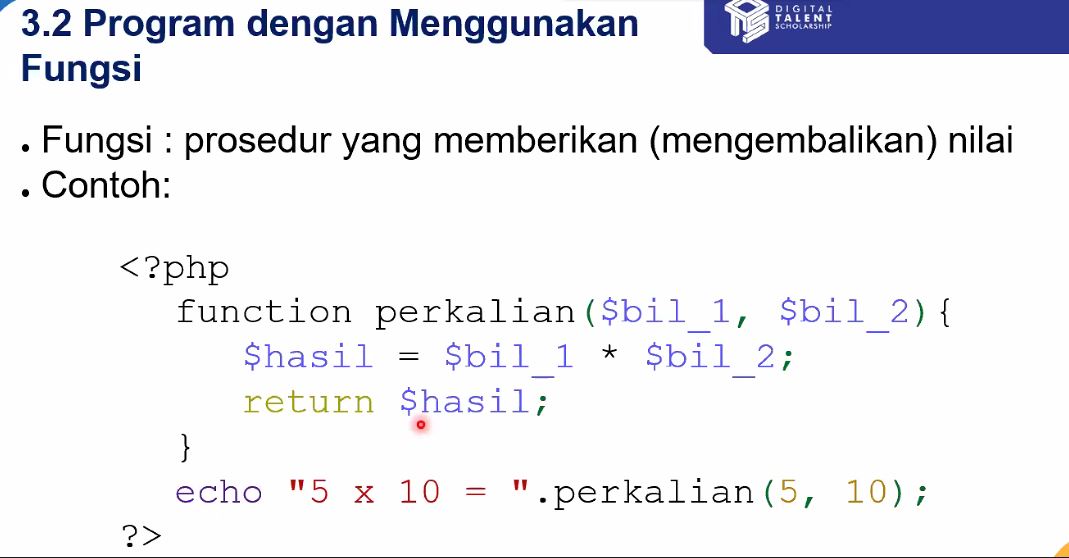 3.2 Program dengan Menggunakan
Fungsi
DIGITAL
TALENT
SCHOLARSHIP
• Fungsi : prosedur yang memberikan (mengembalikan) nilai
• Contoh:
<?php
function perkalian($bil_1, $bil_2){
$hasil = $bil_1 * $bil_2;
return $hasil;
}
echo "5 x 10 = ".perkalian(5, 10);
?>